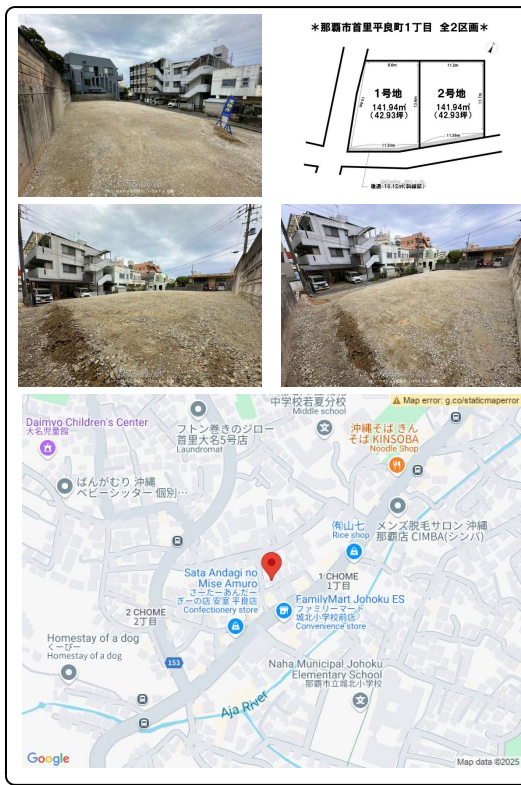 ＊那覇市首里平良町1丁目 全2区画＊
9.8m
11.2m
1号地
141.94㎡
（42.93坪）
2号地
141.94㎡
（42.93坪）
11.7m
11.50m
11.29m
Map error: g.co/staticmaperror
中学校若夏分校
Middle school
Daimyo Children's Center
大名児童館
フトン巻きのジロー
首里大名5号店
Laundromat
沖縄そば きん
そば KINSOBA
Noodle Shop
ばんがむり 沖縄
ベビーシッター 個別…
(有)山七
Rice shop
メンズ脱毛サロン 沖縄
那覇店 CIMBA(シンバ)
Sata Andagi no
Mise Amuro
さーたーあんだー
ぎーの店 安室 平良店
Confectionery store
1 CHOME
1丁目
FamilyMart Johoku ES
ファミリーマート
城北小学校前店
Convenience store
2 CHOME
2丁目
Homestay of a dog
くーぴー
Homestay of a dog
153
Naha Municipal Johoku
Elementary School
那覇市立城北小学校
Aja River
Google
Map data ©2025